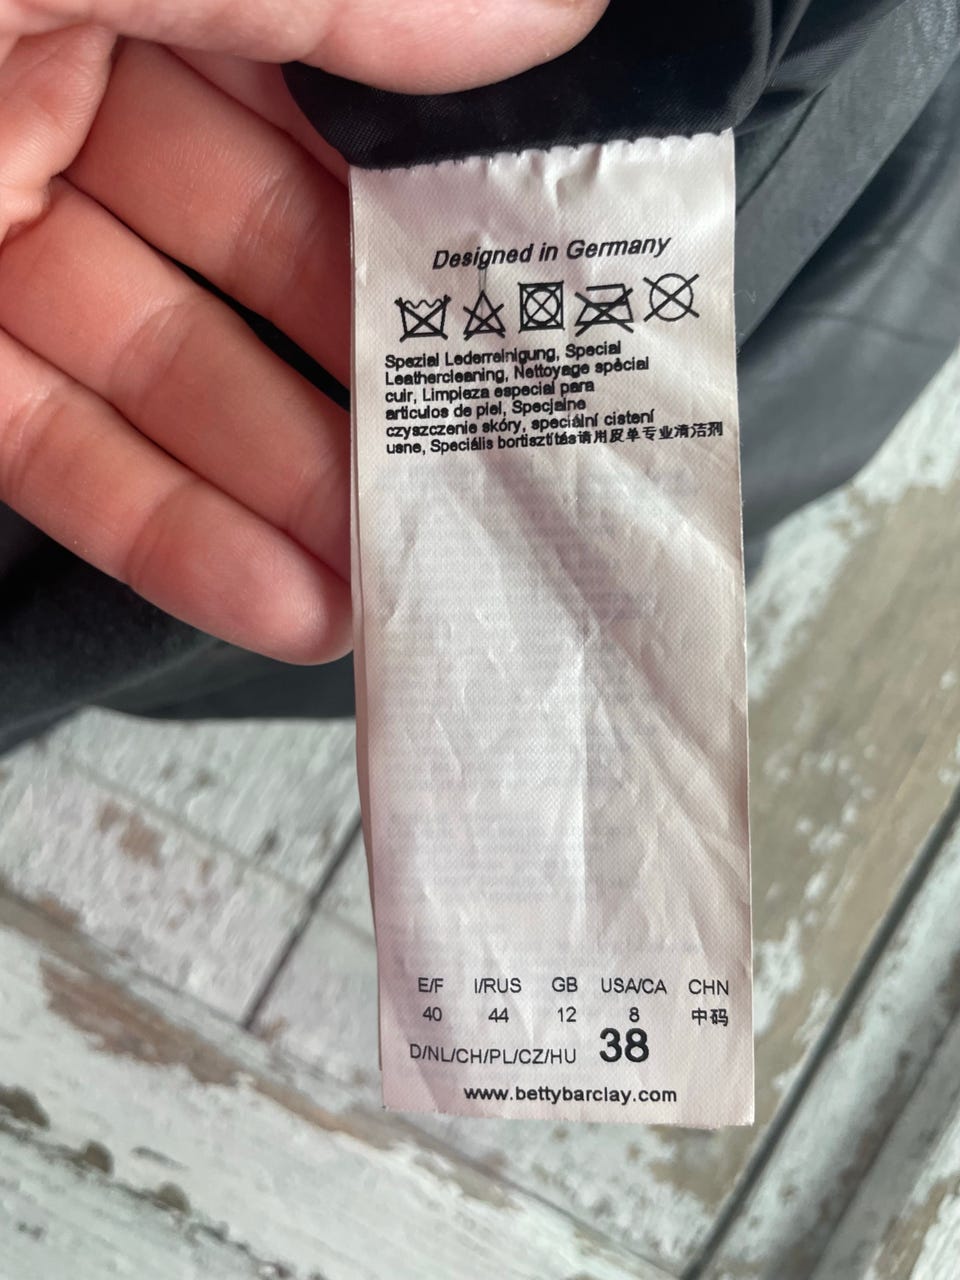 Designed in Germany
Spezial Lederreinigung, Special
Leathercleaning, Nettoyage spècial
cuir, Limpieza especial para
articulos de piel, Specjalne
czyszczenie skóry, speciální cistení
usne, Speciális bortisztítás请用皮单专业清洁剂
E/F I/RUS GB USA/CA CHN
40 44 12 8 中码
D/NL/CH/PL/CZ/HU 38
www.bettybarclay.com